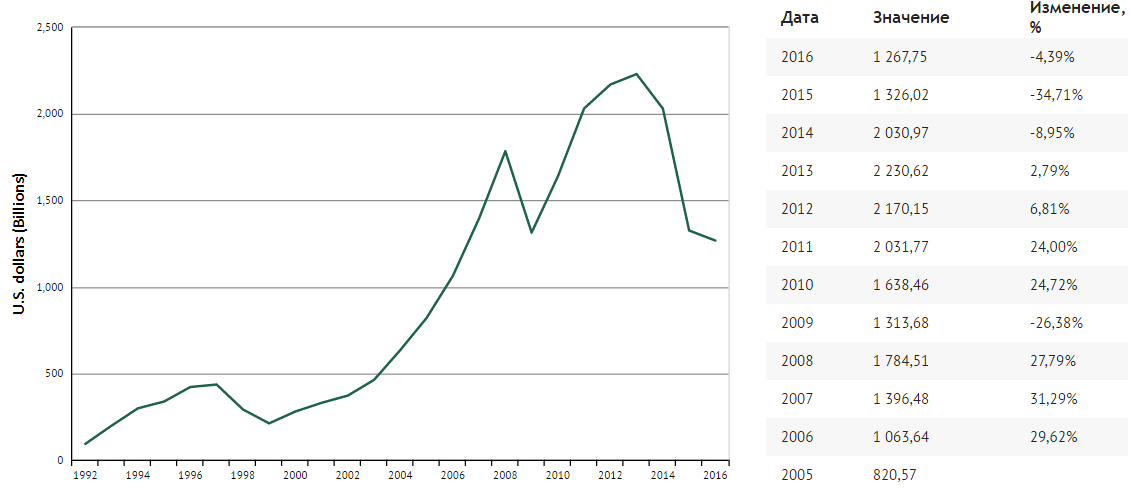 2,500
2,000
1,500
1,000
500
0
U.S. dollars (Billions)
1992 1994 1996 1998 2000 2002 2004 2006 2008 2010 2012 2014 2016
Дата Значение Изменение,
%
2016 1 267,75 -4,39%
2015 1 326,02 -34,71%
2014 2 030,97 -8,95%
2013 2 230,62 2,79%
2012 2 170,15 6,81%
2011 2 031,77 24,00%
2010 1 638,46 24,72%
2009 1 313,68 -26,38%
2008 1 784,51 27,79%
2007 1 396,48 31,29%
2006 1 063,64 29,62%
2005 820,57